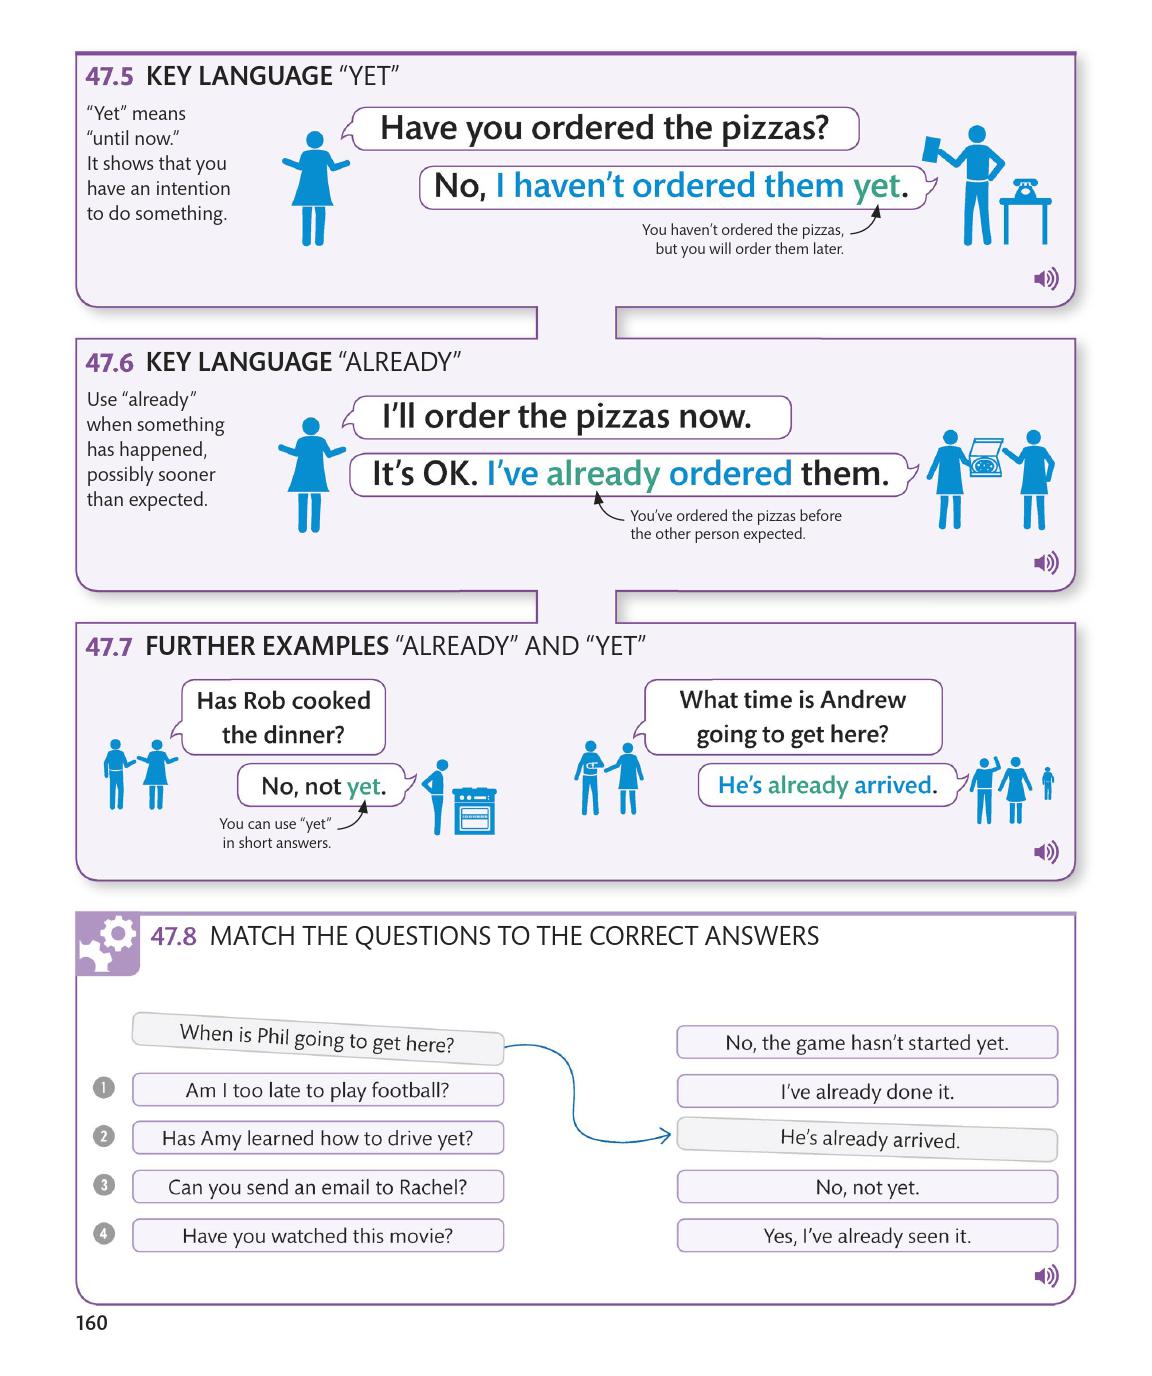 47.5 KEY LANGUAGE “YET”
“Yet” means
“until now.”
It shows that you
have an intention
to do something.
Have you ordered the pizzas?
No, I haven’t ordered them yet.
You haven’t ordered the pizzas,
but you will order them later.
47.6 KEY LANGUAGE “ALREADY”
Use “already”
when something
has happened,
possibly sooner
than expected.
I’ll order the pizzas now.
It’s OK. I’ve already ordered them.
You’ve ordered the pizzas before
the other person expected.
47.7 FURTHER EXAMPLES “ALREADY” AND “YET”
Has Rob cooked
the dinner?
No, not yet.
You can use “yet”
in short answers.
What time is Andrew
going to get here?
He’s already arrived.
47.8 MATCH THE QUESTIONS TO THE CORRECT ANSWERS
When is Phil going to get here?
1 Am I too late to play football?
2 Has Amy learned how to drive yet?
3 Can you send an email to Rachel?
4 Have you watched this movie?
No, the game hasn’t started yet.
I’ve already done it.
He’s already arrived.
No, not yet.
Yes, I’ve already seen it.
160